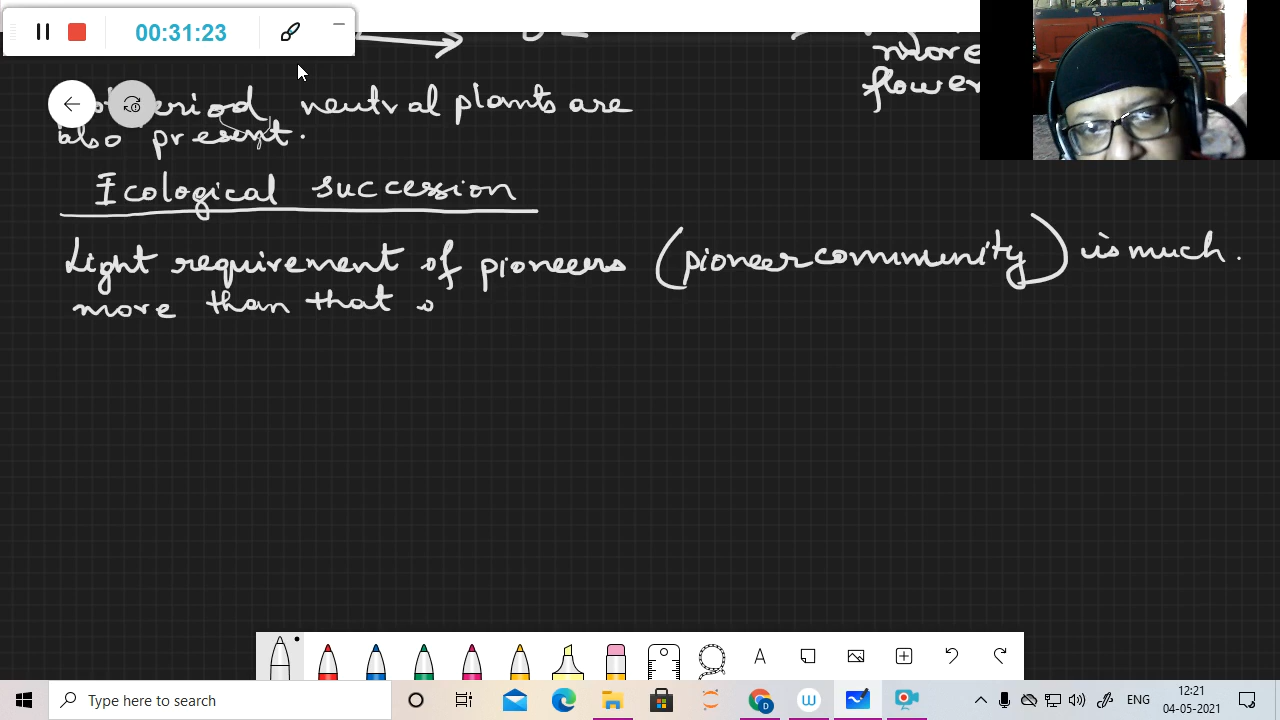 00:31:23
more
flower
neutral plants are
also present.
Ecological succession
Light requirement of pioneers (pioneer community) is much.
more than that o
A
Type here to search
ENG
12:21
04-05-2021